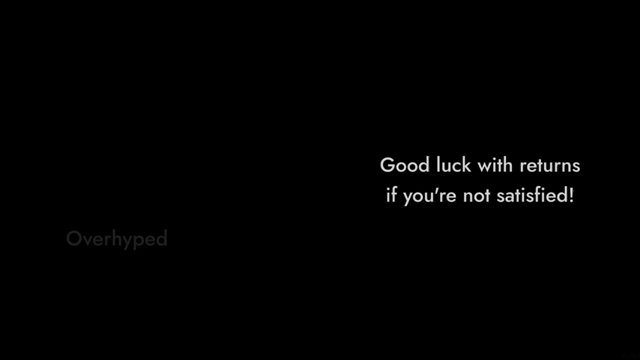 Good luck with returns
if you're not satisfied!
Overhyped